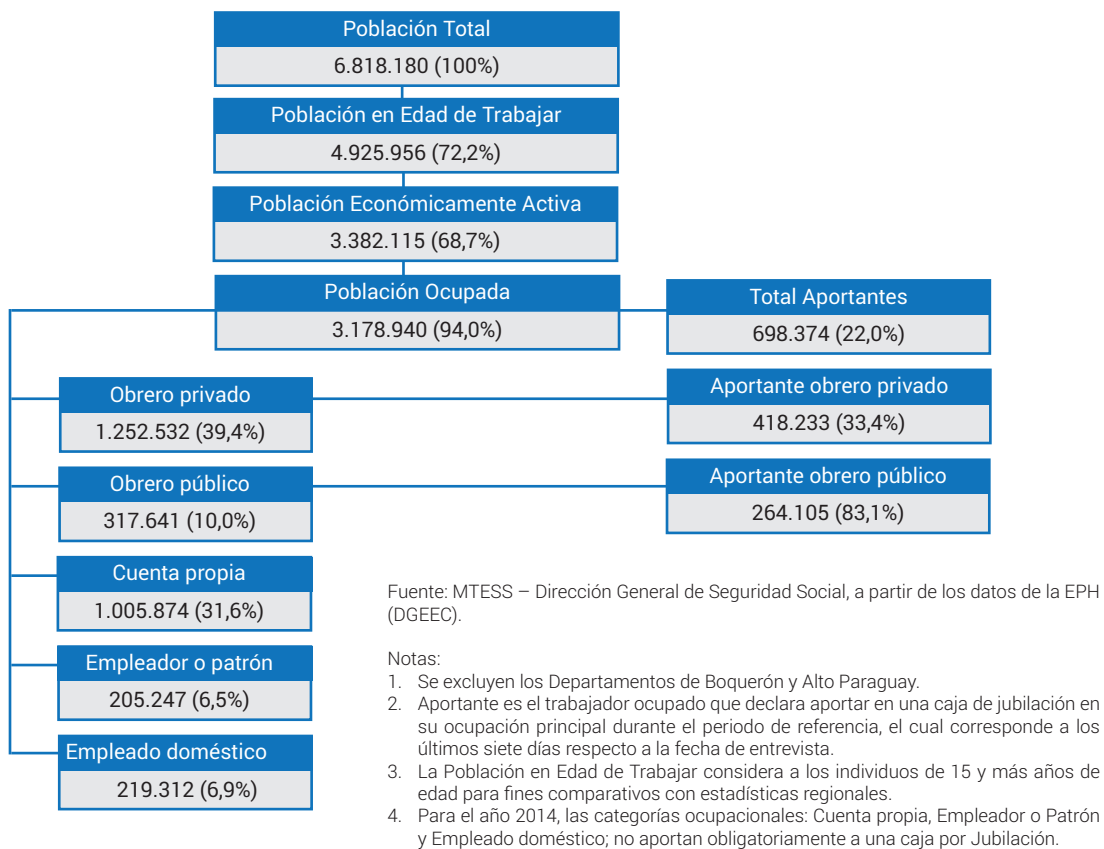 Población Total
6.818.180 (100%)
Población en Edad de Trabajar
4.925.956 (72,2%)
Población Económicamente Activa
3.382.115 (68,7%)
Población Ocupada
3.178.940 (94,0%)
Total Aportantes
698.374 (22,0%)
Obrero privado
1.252.532 (39,4%)
Aportante obrero privado
418.233 (33,4%)
Obrero público
317.641 (10,0%)
Aportante obrero público
264.105 (83,1%)
Cuenta propia
1.005.874 (31,6%)
Empleador o patrón
205.247 (6,5%)
Empleado doméstico
219.312 (6,9%)
Fuente: MTESS – Dirección General de Seguridad Social, a partir de los datos de la EPH
(DGEEC).
Notas:
1. Se excluyen los Departamentos de Boquerón y Alto Paraguay.
2. Aportante es el trabajador ocupado que declara aportar en una caja de jubilación en
su ocupación principal durante el periodo de referencia, el cual corresponde a los
últimos siete días respecto a la fecha de entrevista.
3. La Población en Edad de Trabajar considera a los individuos de 15 y más años de
edad para fines comparativos con estadísticas regionales.
4. Para el año 2014, las categorías ocupacionales: Cuenta propia, Empleador o Patrón
y Empleado doméstico; no aportan obligatoriamente a una caja por Jubilación.